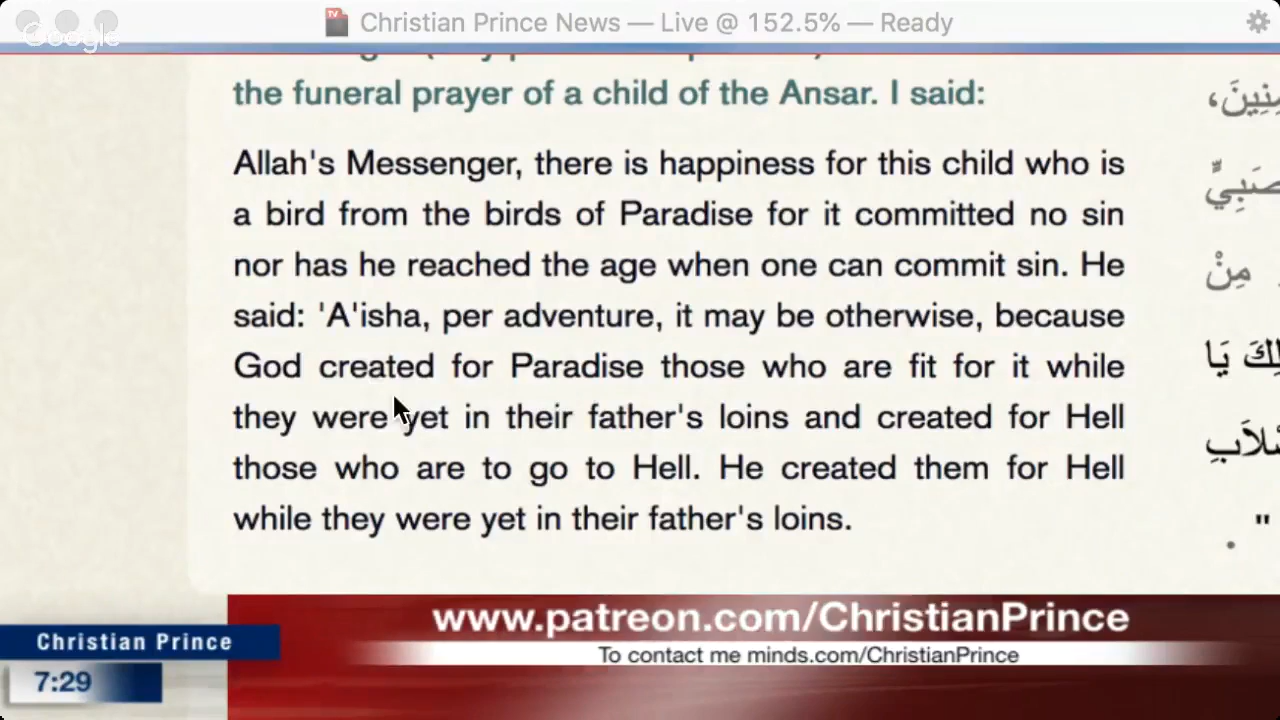 Christian Prince News — Live @ 152.5% — Ready
Google
the funeral prayer of a child of the Ansar. I said:
Allah's Messenger, there is happiness for this child who is
a bird from the birds of Paradise for it committed no sin
nor has he reached the age when one can commit sin. He
said: 'A'isha, per adventure, it may be otherwise, because
God created for Paradise those who are fit for it while
they were yet in their father's loins and created for Hell
those who are to go to Hell. He created them for Hell
while they were yet in their father's loins.
مِنْ
يَا
" .
www.patreon.com/ChristianPrince
To contact me minds.com/ChristianPrince
Christian Prince
7:29